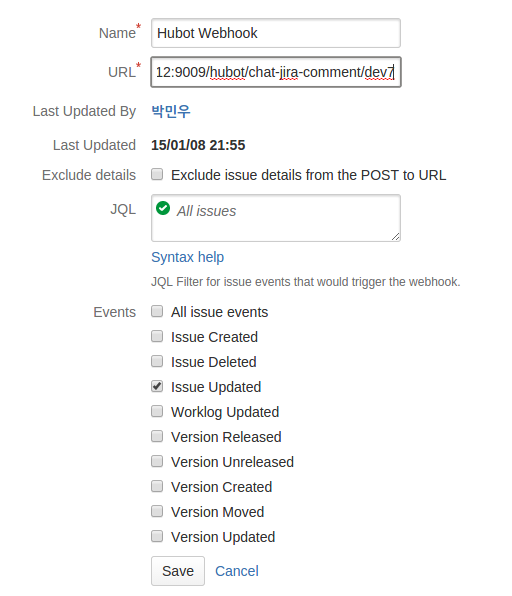 Name* Hubot Webhook
URL* 12:9009/hubot/chat-jira-comment/dev7
Last Updated By 박민우
Last Updated 15/01/08 21:55
Exclude details Exclude issue details from the POST to URL
JQL All issues
Syntax help
JQL Filter for issue events that would trigger the webhook.
Events All issue events
Issue Created
Issue Deleted
Issue Updated
Worklog Updated
Version Released
Version Unreleased
Version Created
Version Moved
Version Updated
Save Cancel